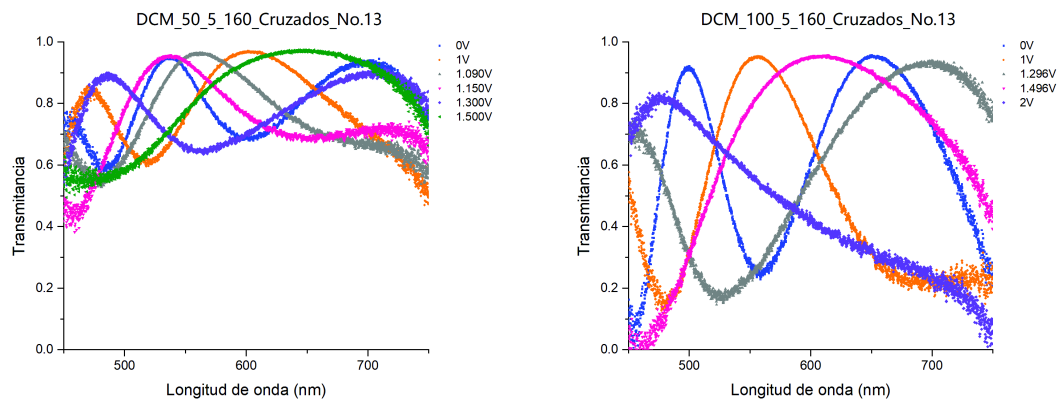 DCM_50_5_160_Cruzados_No.13
1.0
0.8
0.6
0.4
0.2
0.0
Transmitancia
500
600
700
Longitud de onda (nm)
0V
1V
1.090V
1.150V
1.300V
1.500V
DCM_100_5_160_Cruzados_No.13
1.0
0.8
0.6
0.4
0.2
0.0
Transmitancia
500
600
700
Longitud de onda (nm)
0V
1V
1.296V
1.496V
2V